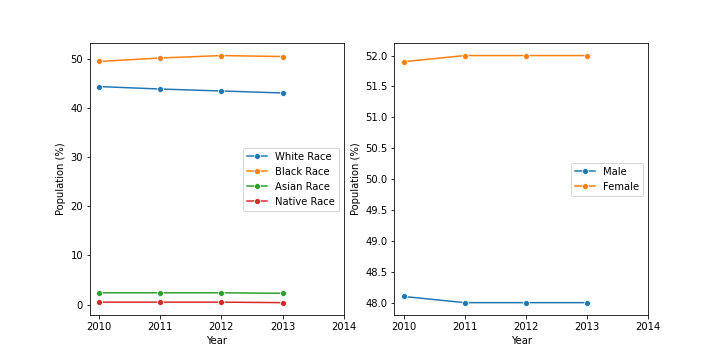 50
40
30
20
10
0
Population (%)
2010 2011 2012 2013 2014
Year
White Race
Black Race
Asian Race
Native Race
52.0
51.5
51.0
50.5
50.0
49.5
49.0
48.5
48.0
Population (%)
2010 2011 2012 2013 2014
Year
Male
Female